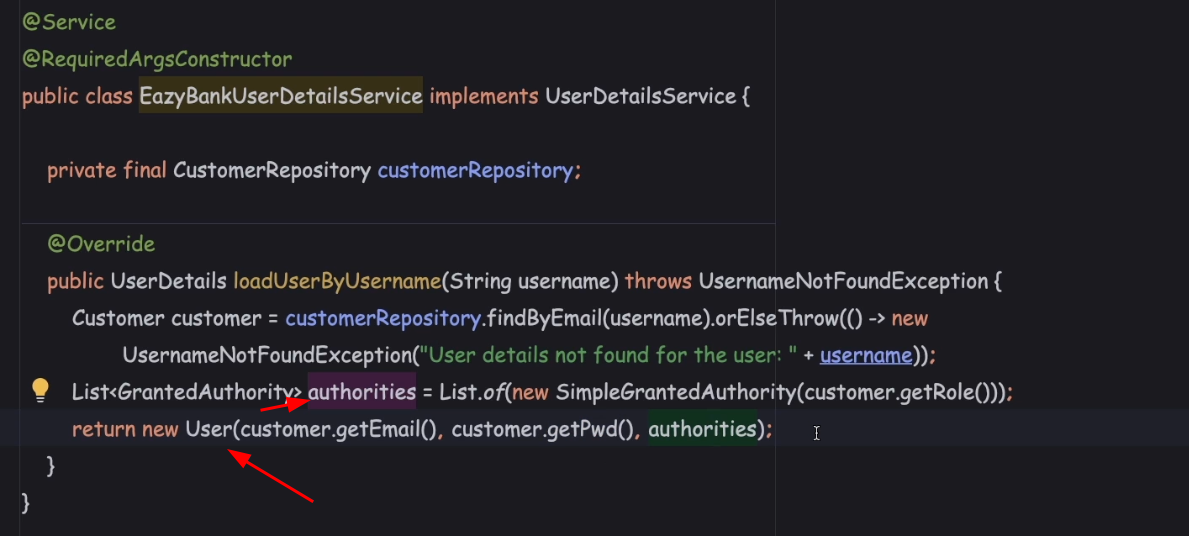 @Service
@RequiredArgsConstructor
public class EazyBankUserDetailsService implements UserDetailsService {
private final CustomerRepository customerRepository;
@Override
public UserDetails loadUserByUsername(String username) throws UsernameNotFoundException {
Customer customer = customerRepository.findByEmail(username).orElseThrow(() -> new
UsernameNotFoundException("User details not found for the user: " + username));
List<GrantedAuthority> authorities = List.of(new SimpleGrantedAuthority(customer.getRole()));
return new User(customer.getEmail(), customer.getPwd(), authorities);
}
}